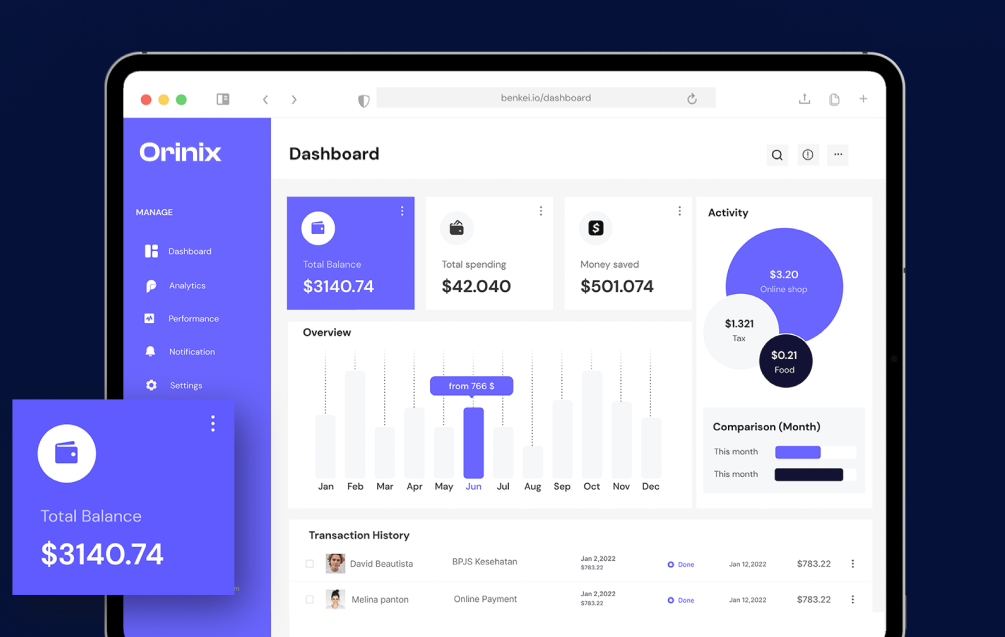 benkei.io/dashboard
Orinix
Dashboard
MANAGE
Dashboard
Analytics
Performance
Notification
Settings
Total Balance
$3140.74
Total spending
$42.040
Money saved
$501.074
Activity
$3.20
Online shop
$1.321
Tax
$0.21
Food
Overview
from 766 $
Jan Feb Mar Apr May Jun Jul Aug Sep Oct Nov Dec
Comparison (Month)
This month
This month
Total Balance
$3140.74
Transaction History
David Beautista BPJS Kesehatan Jan 2,2022 Done Jan 12,2022 $783.22
$783.22
Melina panton Online Payment Jan 2,2022 Done Jan 12,2022 $783.22
$783.22